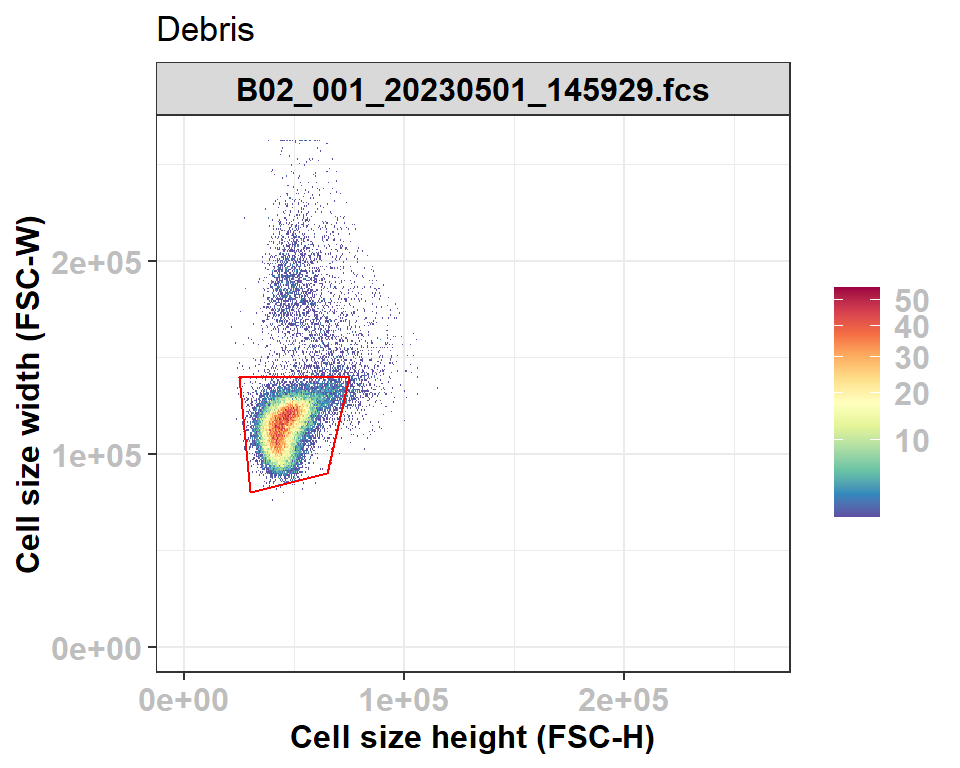 Debris
B02_001_20230501_145929.fcs
Cell size width (FSC-W)
2e+05
1e+05
0e+00
0e+00 1e+05 2e+05
Cell size height (FSC-H)
50
40
30
20
10